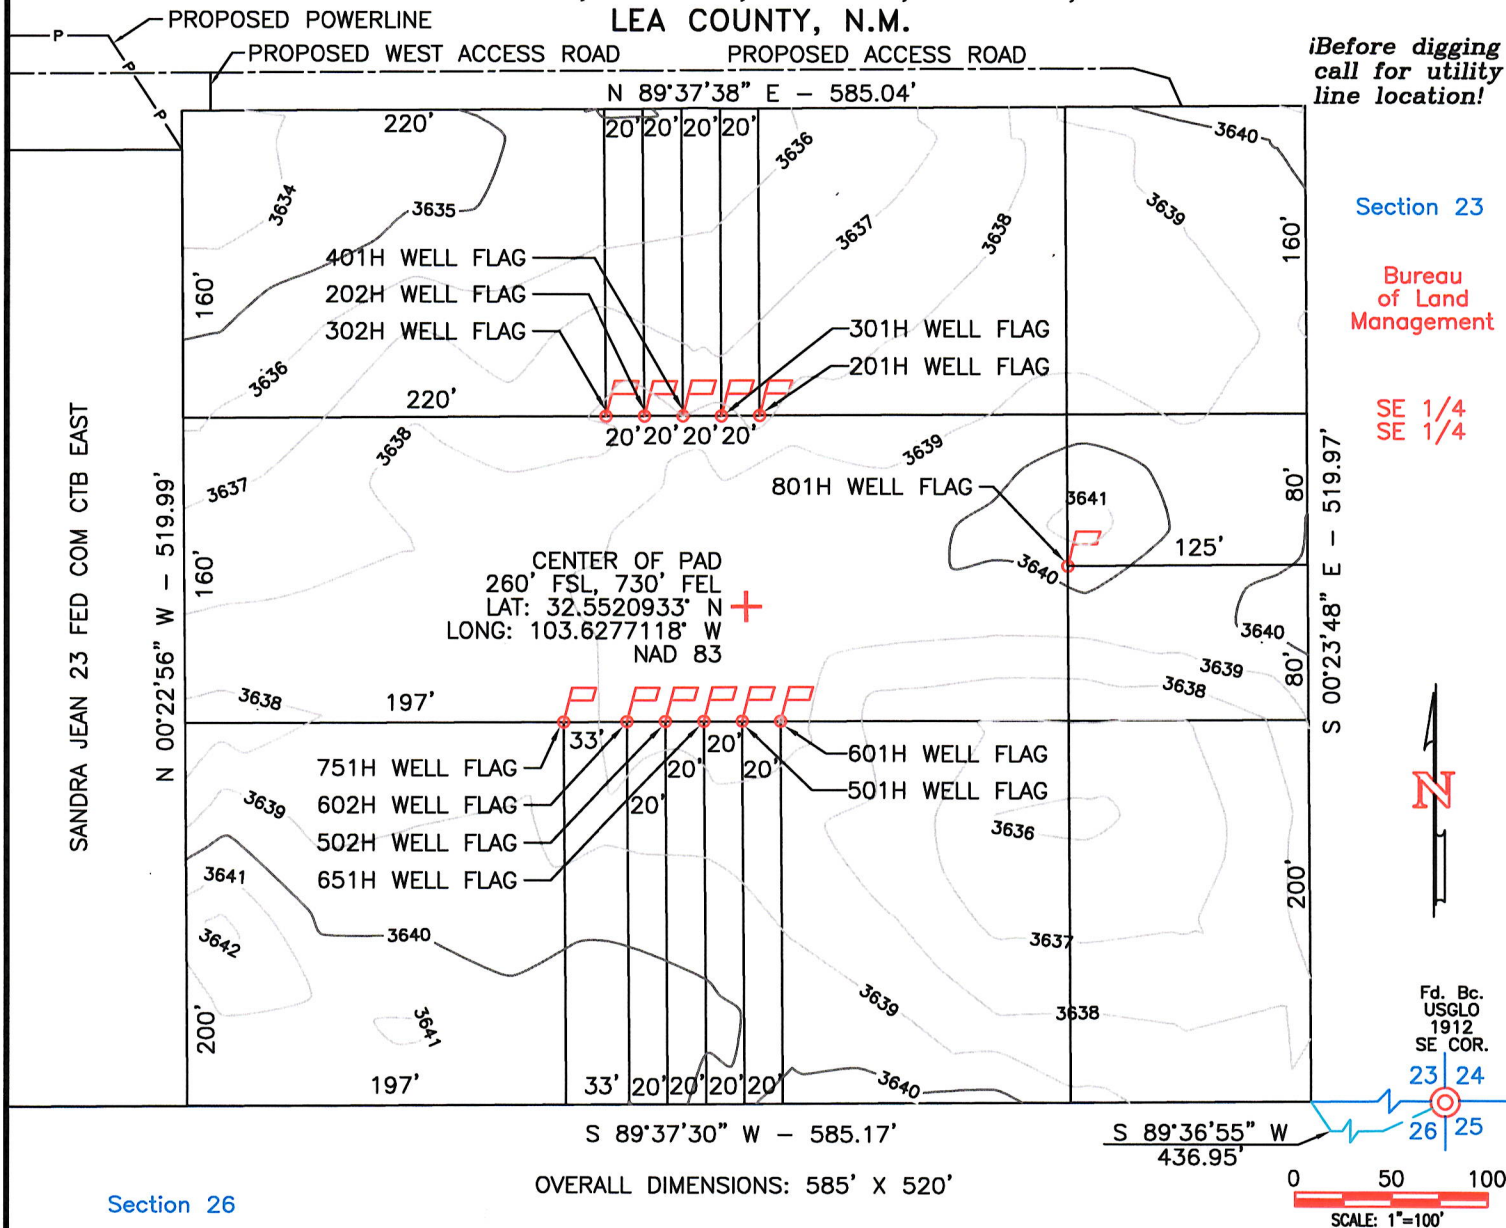 LEA COUNTY, N.M.
PROPOSED POWERLINE
P
P
P
PROPOSED WEST ACCESS ROAD
PROPOSED ACCESS ROAD
¡Before digging
call for utility
line location!
N 89°37'38" E – 585.04'
220'
20' 20' 20' 20'
3636
3640
3634
3635
3637
3638
3639
160'
160'
Section 23
Bureau
of Land
Management
SE 1/4
SE 1/4
401H WELL FLAG
202H WELL FLAG
302H WELL FLAG
301H WELL FLAG
201H WELL FLAG
3636
220'
20' 20' 20' 20'
3638
3639
3637
801H WELL FLAG
3641
80'
125'
3640
SANDRA JEAN 23 FED COM CTB EAST
N 00°22'56" W – 519.99'
160'
CENTER OF PAD
260' FSL, 730' FEL
LAT: 32.5520933° N
LONG: 103.6277118° W
NAD 83
S 00°23'48" E – 519.97'
3640
3639
3638
80'
3638
197'
33'
20'
20'
20'
20'
751H WELL FLAG
602H WELL FLAG
502H WELL FLAG
651H WELL FLAG
601H WELL FLAG
501H WELL FLAG
3639
3636
3641
3642
3640
3637
200'
3639
3638
3641
200'
197'
33' 20' 20' 20' 20'
3640
N
Fd. Bc.
USGLO
1912
SE COR.
23 24
26 25
S 89°37'30" W – 585.17'
S 89°36'55" W
436.95'
OVERALL DIMENSIONS: 585' X 520'
Section 26
0 50 100
SCALE: 1"=100'